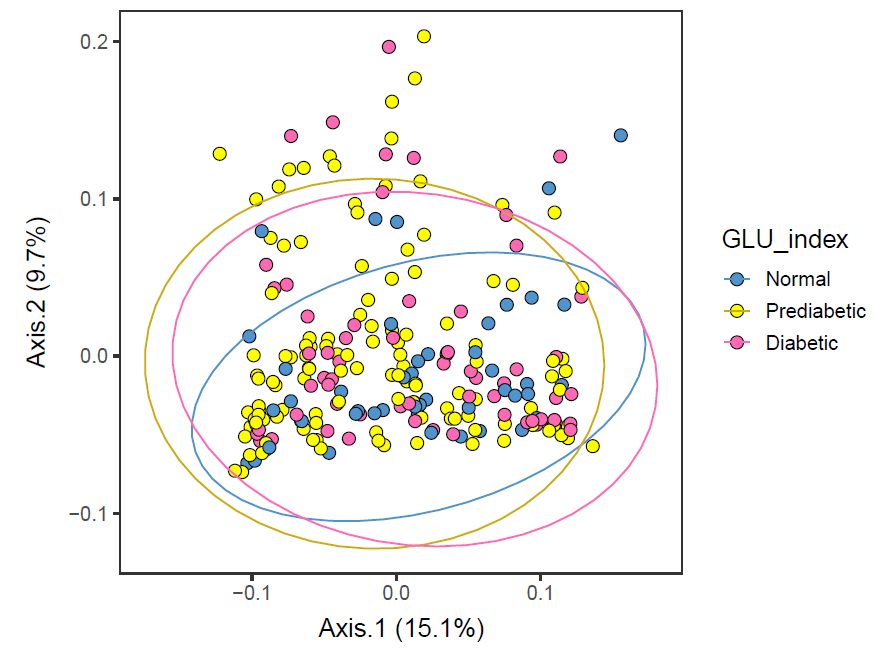 0.2
0.1
0.0
−0.1
Axis.2 (9.7%)
−0.1
0.0
0.1
Axis.1 (15.1%)
GLU_index
Normal
Prediabetic
Diabetic